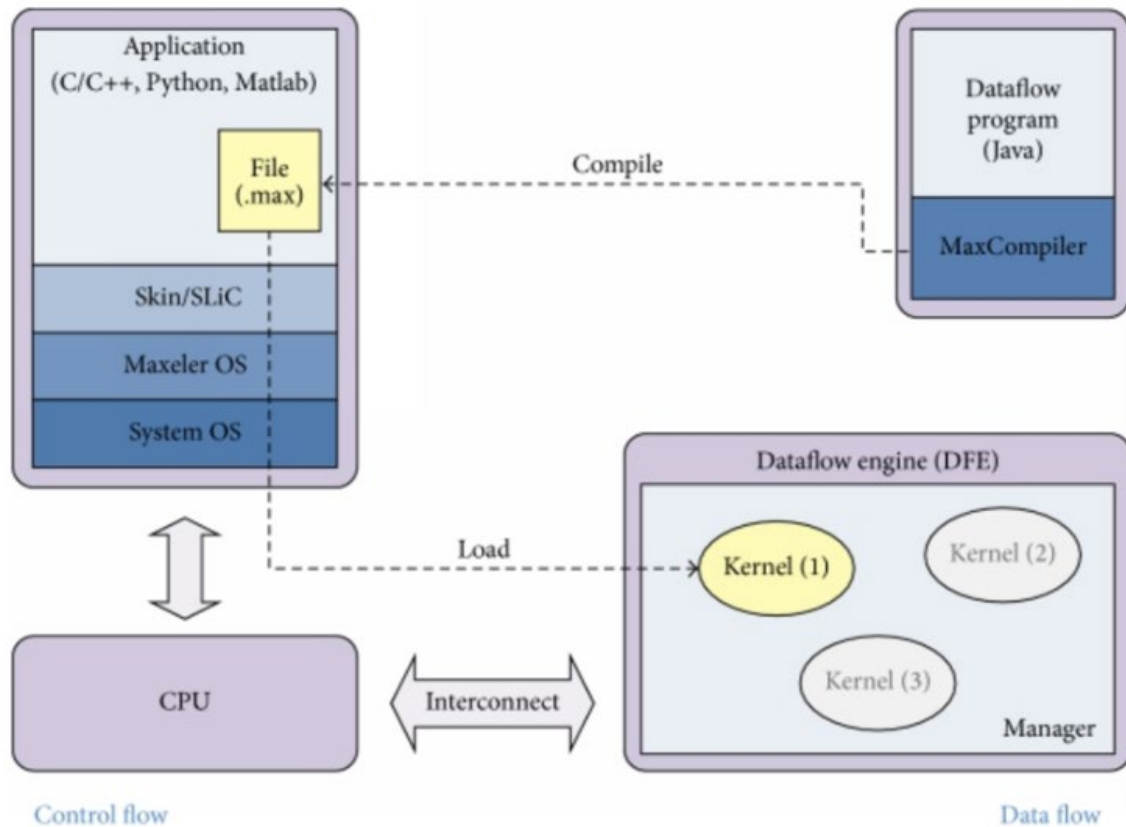 Application
(C/C++, Python, Matlab)
File
(.max)
Skin/SLiC
Maxeler OS
System OS
Compile
Dataflow
program
(Java)
MaxCompiler
Load
Dataflow engine (DFE)
Kernel (1)
Kernel (2)
Kernel (3)
Manager
CPU
Interconnect
Control flow
Data flow